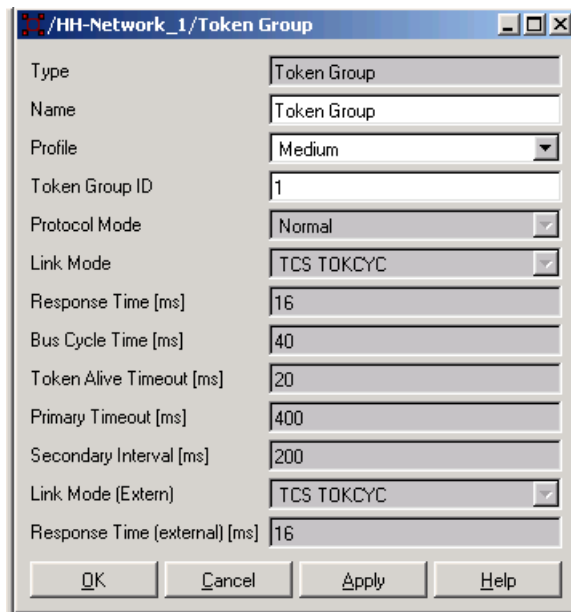 /HH-Network_1/Token Group
Type Token Group
Name Token Group
Profile Medium
Token Group ID 1
Protocol Mode Normal
Link Mode TCS TOKCYC
Response Time [ms] 16
Bus Cycle Time [ms] 40
Token Alive Timeout [ms] 20
Primary Timeout [ms] 400
Secondary Interval [ms] 200
Link Mode (Extern) TCS TOKCYC
Response Time (external) [ms] 16
OK Cancel Apply Help